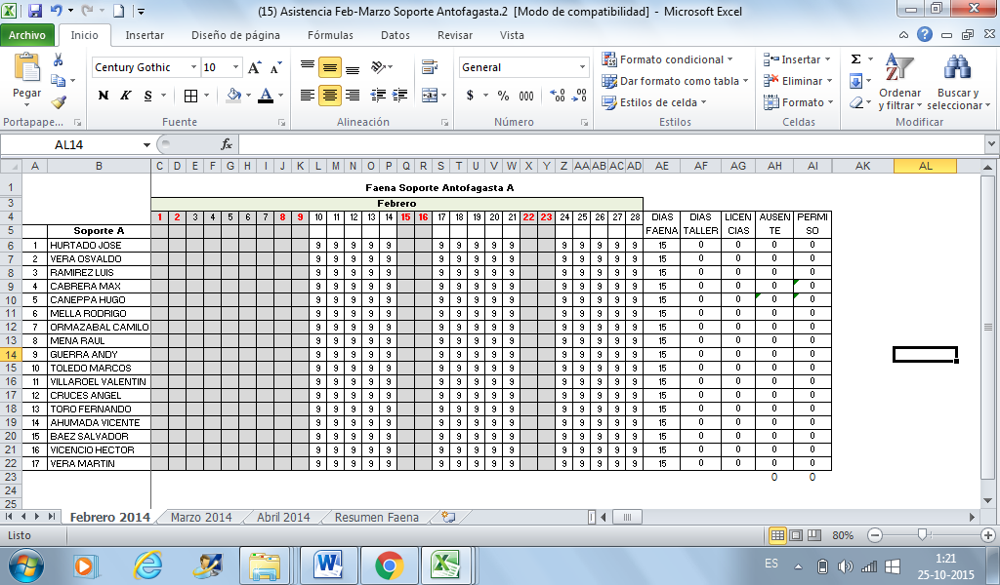 (15) Asistencia Feb-Marzo Soporte Antofagasta.2 [Modo de compatibilidad] - Microsoft Excel
Archivo Inicio Insertar Diseño de página Fórmulas Datos Revisar Vista
Pegar
Century Gothic 10
N K S
General
$ % 000
Formato condicional
Dar formato como tabla
Estilos de celda
Insertar
Eliminar
Formato
Ordenar y filtrar
Buscar y seleccionar
Portapape... Fuente Alineación Número Estilos Celdas Modificar
AL14 fx
A B C D E F G H I J K L M N O P Q R S T U V W X Y Z AA AB AC AD AE AF AG AH AI AK AL
1 Faena Soporte Antofagasta A
3 Febrero
4 1 2 3 4 5 6 7 8 9 10 11 12 13 14 15 16 17 18 19 20 21 22 23 24 25 26 27 28 DIAS DIAS LICEN AUSEN PERMI
5 Soporte A FAENA TALLER CIAS TE SO
6 1 HURTADO JOSE 9 9 9 9 9 9 9 9 9 9 9 9 9 9 9 15 0 0 0 0
7 2 VERA OSVALDO 9 9 9 9 9 9 9 9 9 9 9 9 9 9 9 15 0 0 0 0
8 3 RAMIREZ LUIS 9 9 9 9 9 9 9 9 9 9 9 9 9 9 9 15 0 0 0 0
9 4 CABRERA MAX 9 9 9 9 9 9 9 9 9 9 9 9 9 9 9 15 0 0 0 0
10 5 CANEPPA HUGO 9 9 9 9 9 9 9 9 9 9 9 9 9 9 9 15 0 0 0 0
11 6 MELLA RODRIGO 9 9 9 9 9 9 9 9 9 9 9 9 9 9 9 15 0 0 0 0
12 7 ORMAZABAL CAMILO 9 9 9 9 9 9 9 9 9 9 9 9 9 9 9 15 0 0 0 0
13 8 MENA RAUL 9 9 9 9 9 9 9 9 9 9 9 9 9 9 9 15 0 0 0 0
14 9 GUERRA ANDY 9 9 9 9 9 9 9 9 9 9 9 9 9 9 9 15 0 0 0 0
15 10 TOLEDO MARCOS 9 9 9 9 9 9 9 9 9 9 9 9 9 9 9 15 0 0 0 0
16 11 VILLAROEL VALENTIN 9 9 9 9 9 9 9 9 9 9 9 9 9 9 9 15 0 0 0 0
17 12 CRUCES ANGEL 9 9 9 9 9 9 9 9 9 9 9 9 9 9 9 15 0 0 0 0
18 13 TORO FERNANDO 9 9 9 9 9 9 9 9 9 9 9 9 9 9 9 15 0 0 0 0
19 14 AHUMADA VICENTE 9 9 9 9 9 9 9 9 9 9 9 9 9 9 9 15 0 0 0 0
20 15 BAEZ SALVADOR 9 9 9 9 9 9 9 9 9 9 9 9 9 9 9 15 0 0 0 0
21 16 VICENCIO HECTOR 9 9 9 9 9 9 9 9 9 9 9 9 9 9 9 15 0 0 0 0
22 17 VERA MARTIN 9 9 9 9 9 9 9 9 9 9 9 9 9 9 9 15 0 0 0 0
23 0 0
24
25
Febrero 2014 Marzo 2014 Abril 2014 Resumen Faena
Listo 80%
ES 1:21
25-10-2015